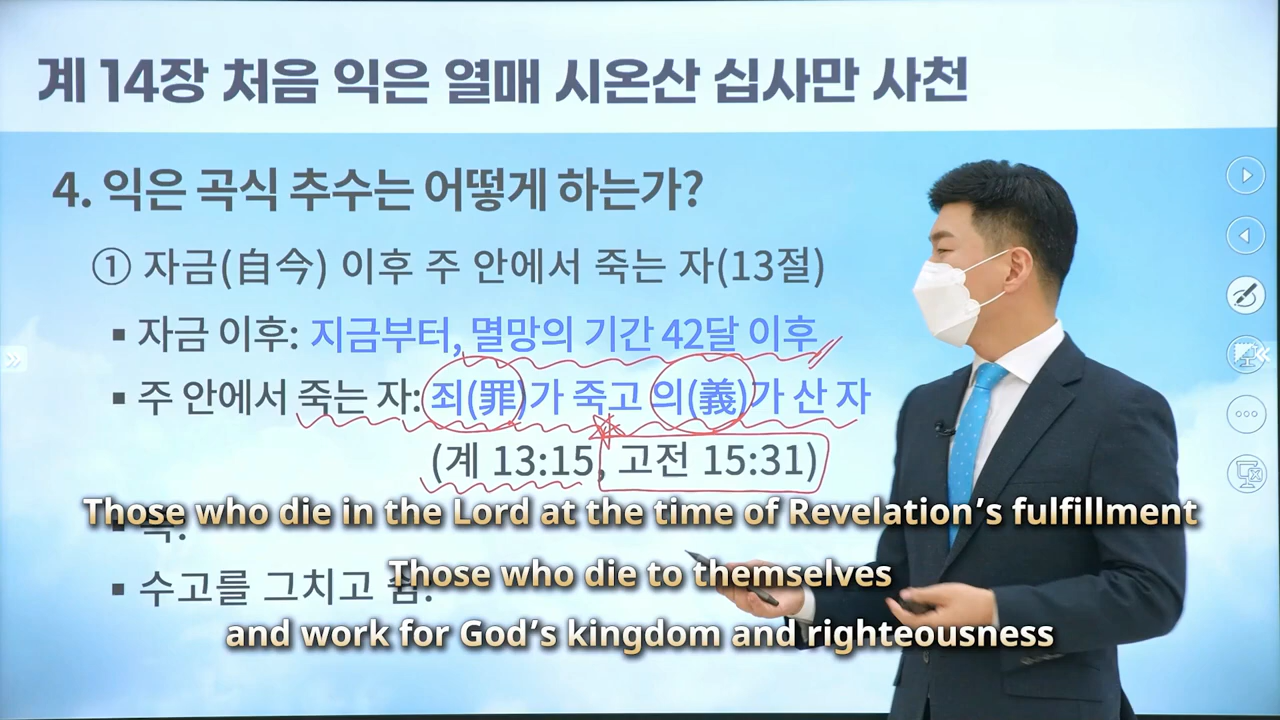 계 14장 처음 익은 열매 시온산 십사만 사천
4. 익은 곡식 추수는 어떻게 하는가?
① 자금(自今) 이후 주 안에서 죽는 자(13절)
▪ 자금 이후: 지금부터, 멸망의 기간 42달 이후
▪ 주 안에서 죽는 자: 죄(罪)가 죽고 의(義)가 산 자
(계 13:15, 고전 15:31)
Those who die in the Lord at the time of Revelation’s fulfillment
Those who die to themselves
▪ 수고를 그치고
and work for God’s kingdom and righteousness